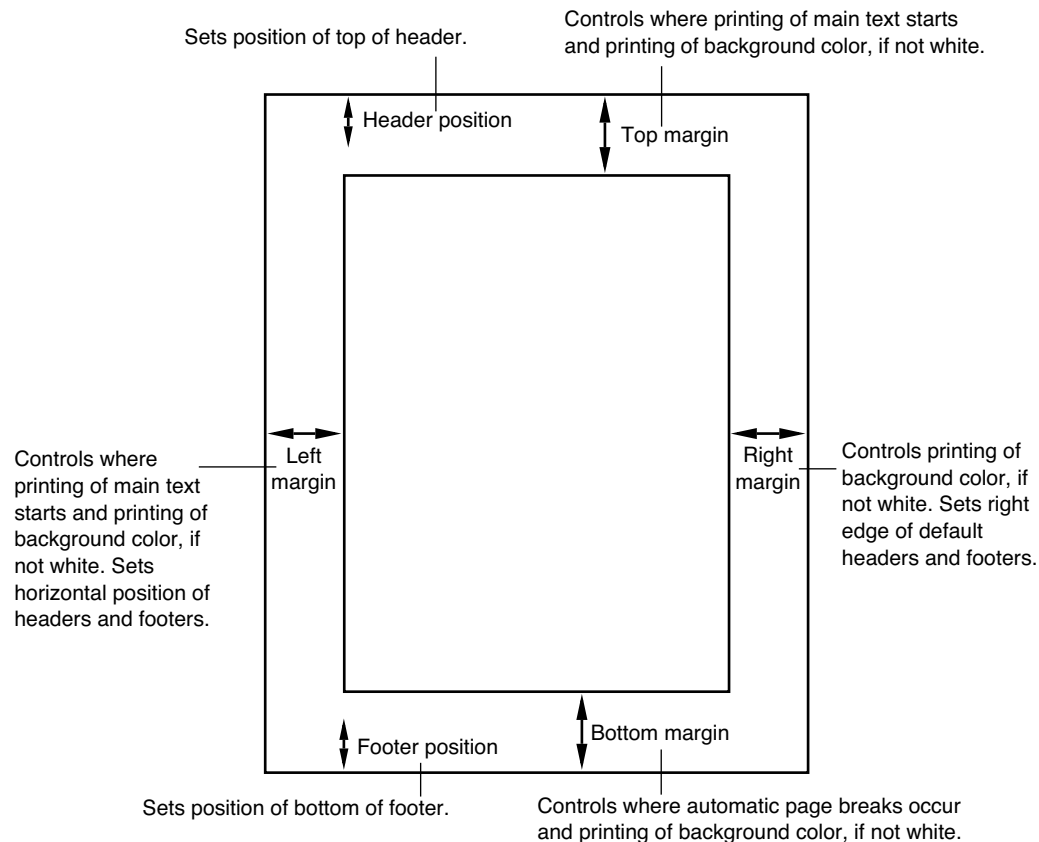 Sets position of top of header.
Controls where printing of main text starts
and printing of background color, if not white.
Header position
Top margin
Controls where
printing of main text
starts and printing of
background color, if
not white. Sets
horizontal position of
headers and footers.
Left
margin
Right
margin
Controls printing of
background color, if
not white. Sets right
edge of default
headers and footers.
Footer position
Bottom margin
Sets position of bottom of footer.
Controls where automatic page breaks occur
and printing of background color, if not white.